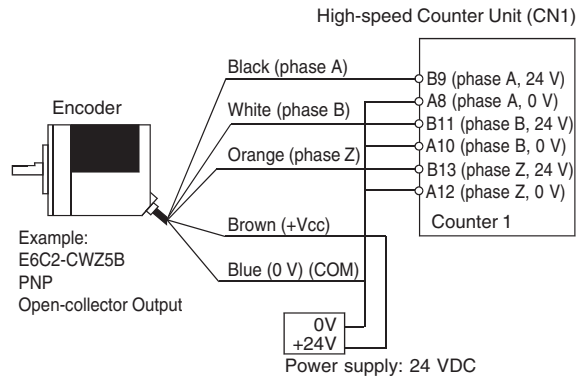 High-speed Counter Unit (CN1)
Black (phase A)
B9 (phase A, 24 V)
A8 (phase A, 0 V)
Encoder
White (phase B)
B11 (phase B, 24 V)
A10 (phase B, 0 V)
Orange (phase Z)
B13 (phase Z, 24 V)
A12 (phase Z, 0 V)
Counter 1
Brown (+Vcc)
Example:
E6C2-CWZ5B
PNP
Open-collector Output
Blue (0 V) (COM)
0V
+24V
Power supply: 24 VDC